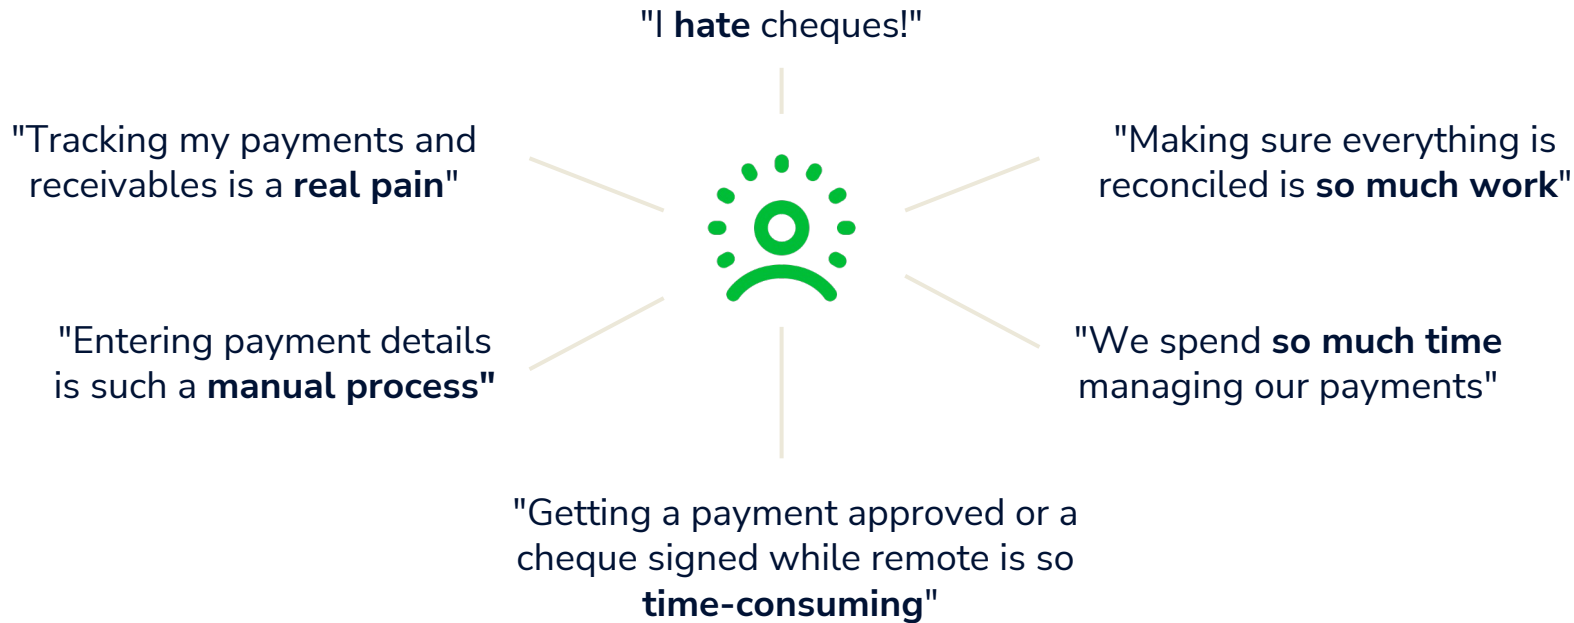 "I hate cheques!"
"Tracking my payments and
receivables is a real pain"
"Making sure everything is
reconciled is so much work"
"Entering payment details
is such a manual process"
"We spend so much time
managing our payments"
"Getting a payment approved or a
cheque signed while remote is so
time-consuming"